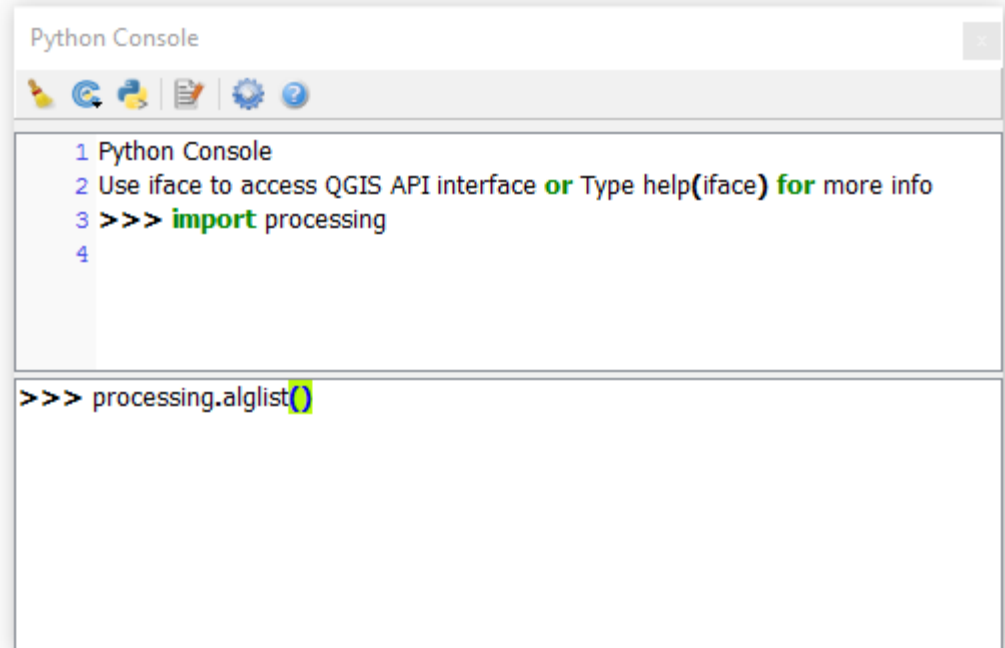 Python Console
1 Python Console
2 Use iface to access QGIS API interface or Type help(iface) for more info
3 >>> import processing
4
>>> processing.alglist()